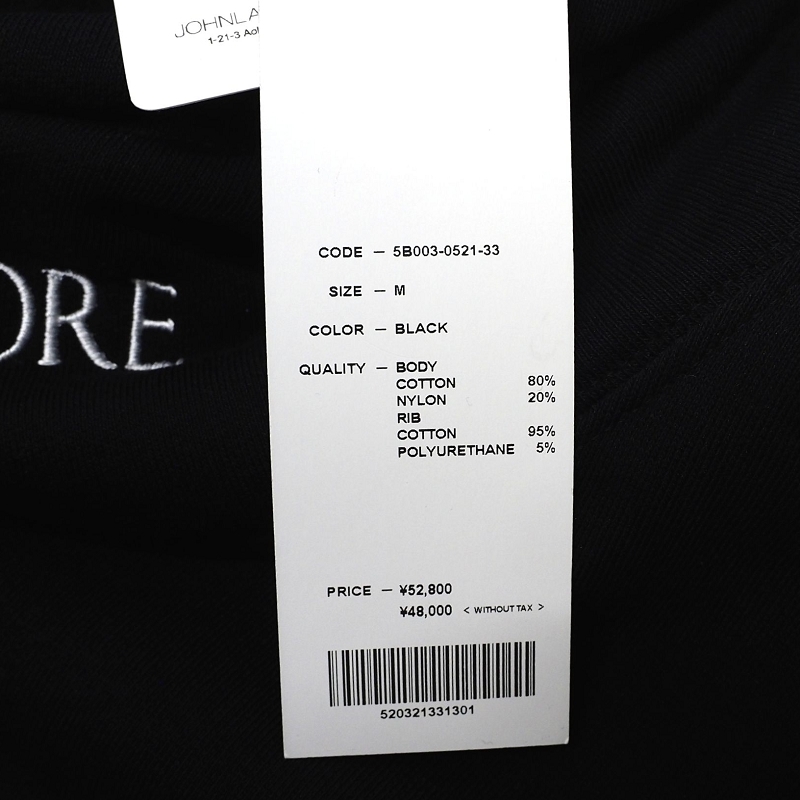 JOHNLA
1-21-3 Ao
ORE
CODE — 5B003-0521-33
SIZE — M
COLOR — BLACK
QUALITY — BODY
COTTON 80%
NYLON 20%
RIB
COTTON 95%
POLYURETHANE 5%
PRICE — ¥52,800
¥48,000 < WITHOUT TAX >
520321331301